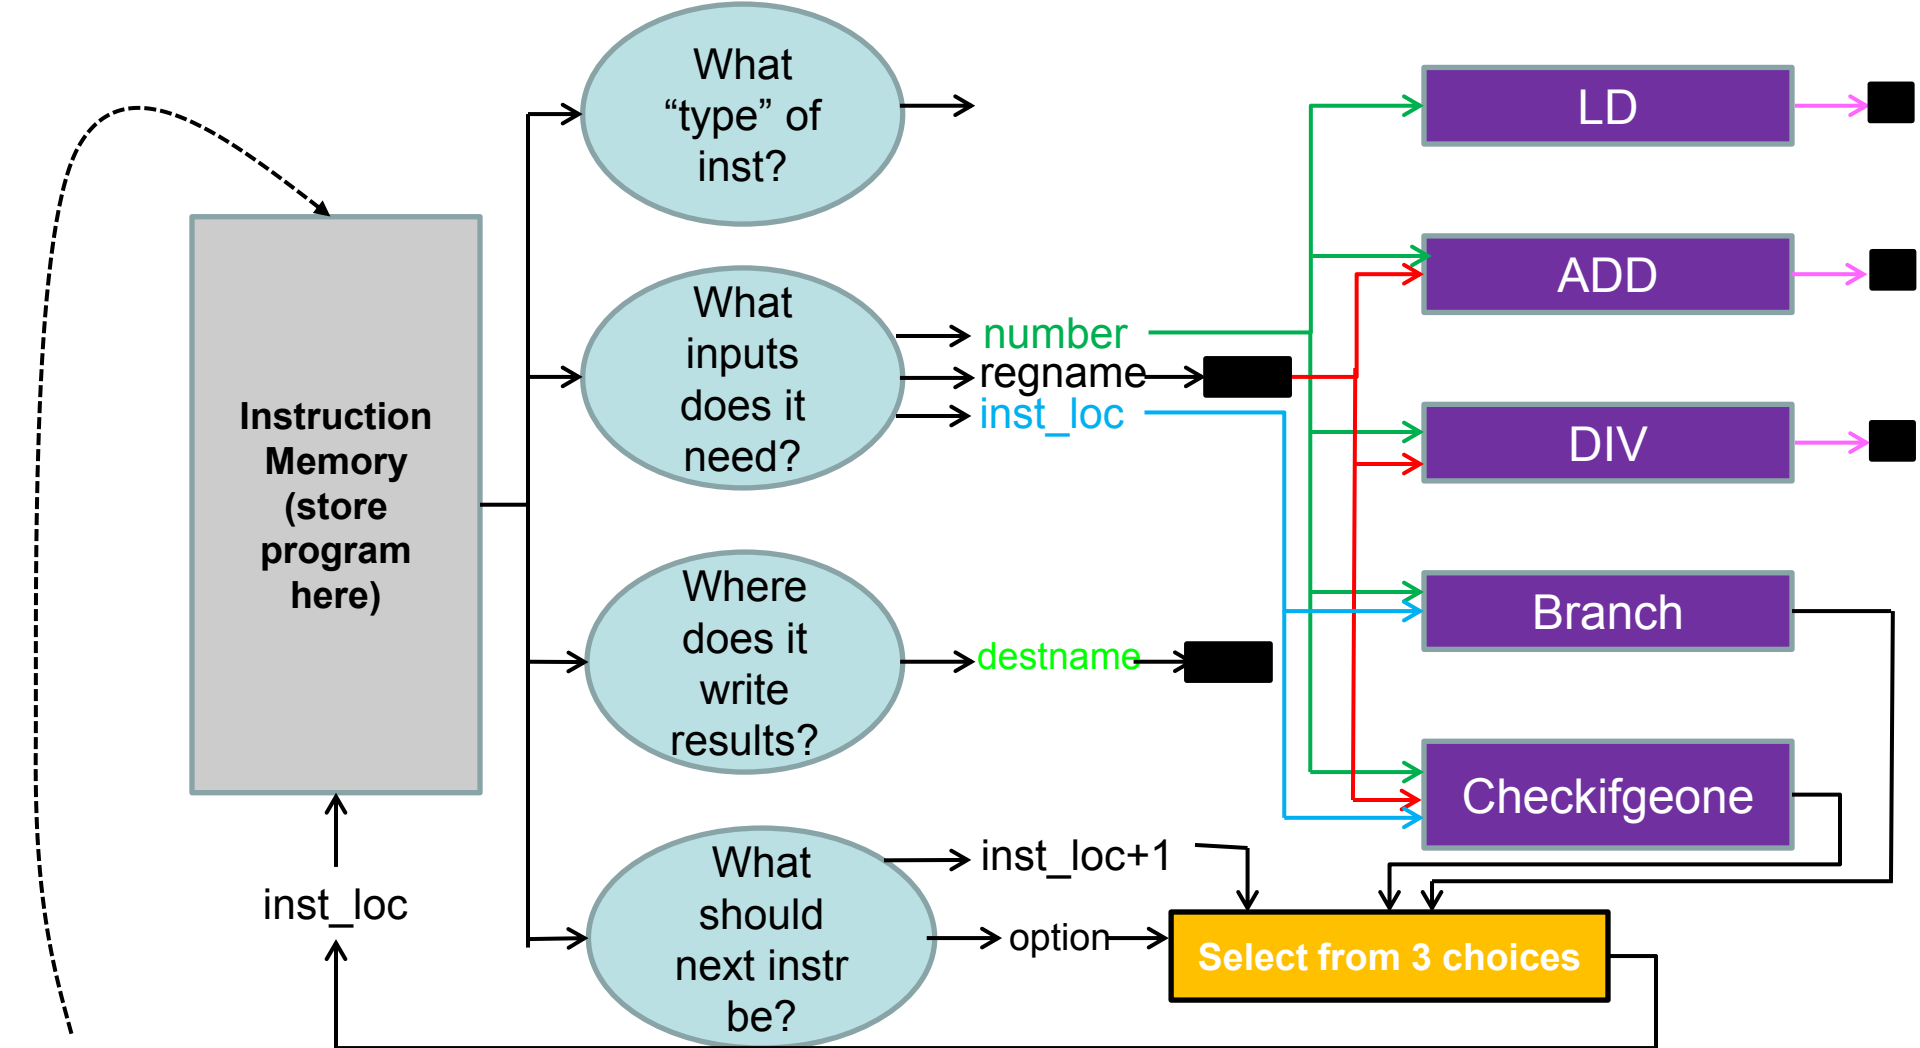 What
“type” of
inst?
LD
ADD
What
inputs
does it
need?
number
regname
inst_loc
DIV
Instruction
Memory
(store
program
here)
Where
does it
write
results?
destname
Branch
Checkifgeone
inst_loc
What
should
next instr
be?
inst_loc+1
option
Select from 3 choices